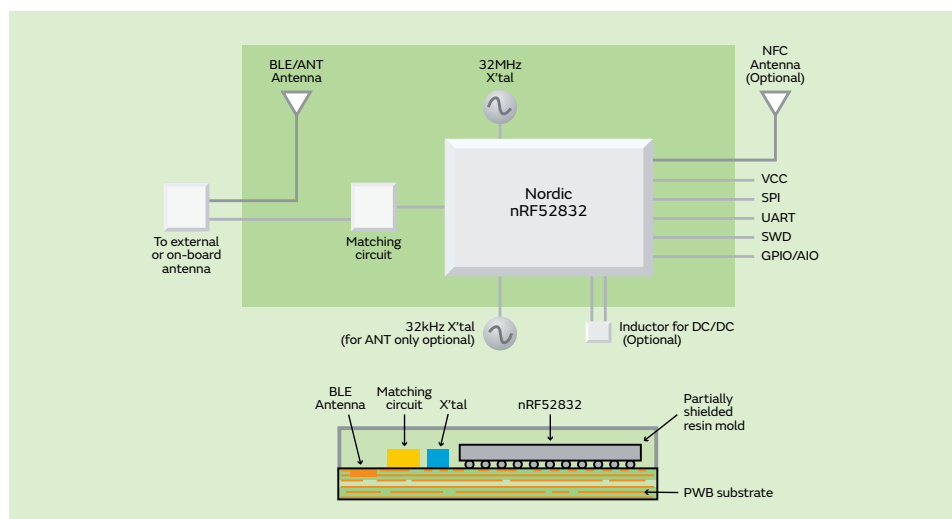 BLE/ANT
Antenna
32MHz
X'tal
NFC
Antenna
(Optional)
Nordic
nRF52832
VCC
SPI
UART
SWD
GPIO/AIO
To external
or on-board
antenna
Matching
circuit
32kHz X'tal
(for ANT only optional)
Inductor for DC/DC
(Optional)
BLE
Antenna
Matching
circuit
X'tal
nRF52832
Partially
shielded
resin mold
PWB substrate